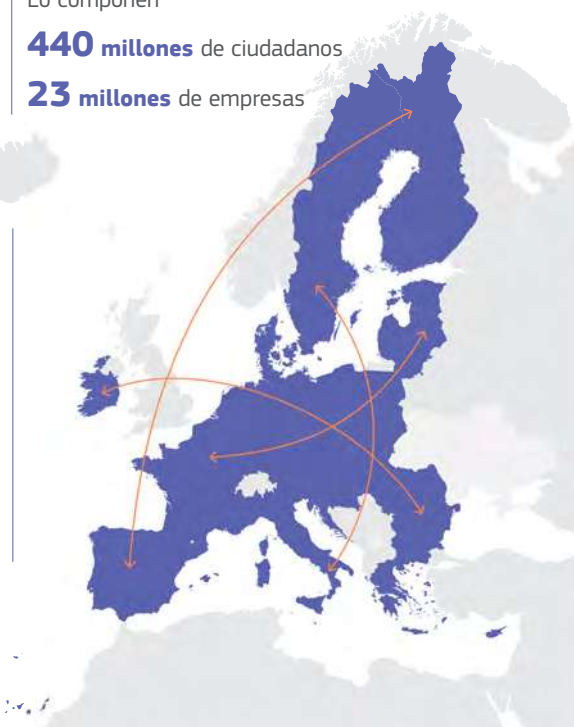 Lo componen
440 millones de ciudadanos
23 millones de empresas